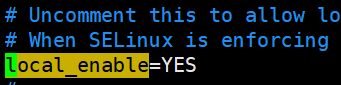 # Uncomment this to allow lo
# When SELinux is enforcing
local_enable=YES
#